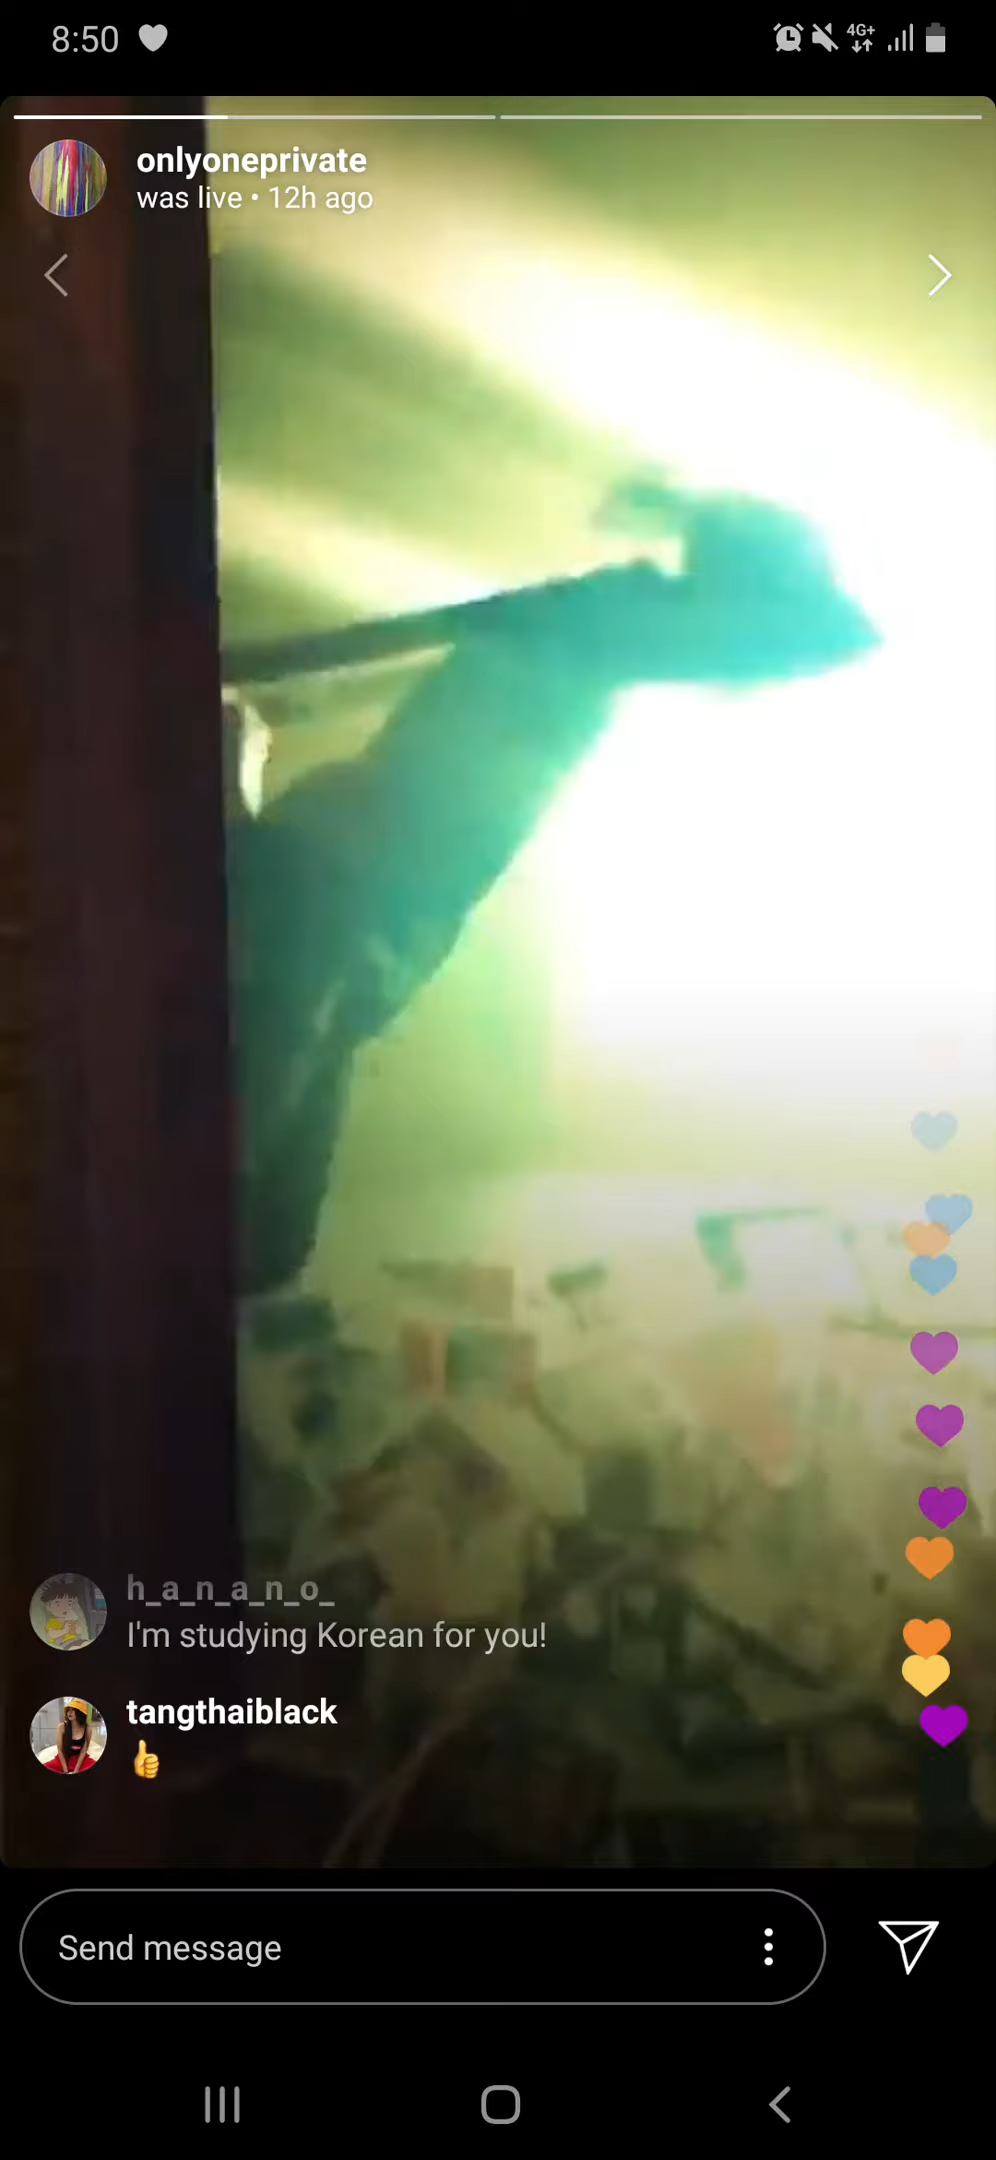 8:50
4G+
onlyoneprivate
was live • 12h ago
h_a_n_a_n_o_
I'm studying Korean for you!
tangthaiblack
👍
Send message